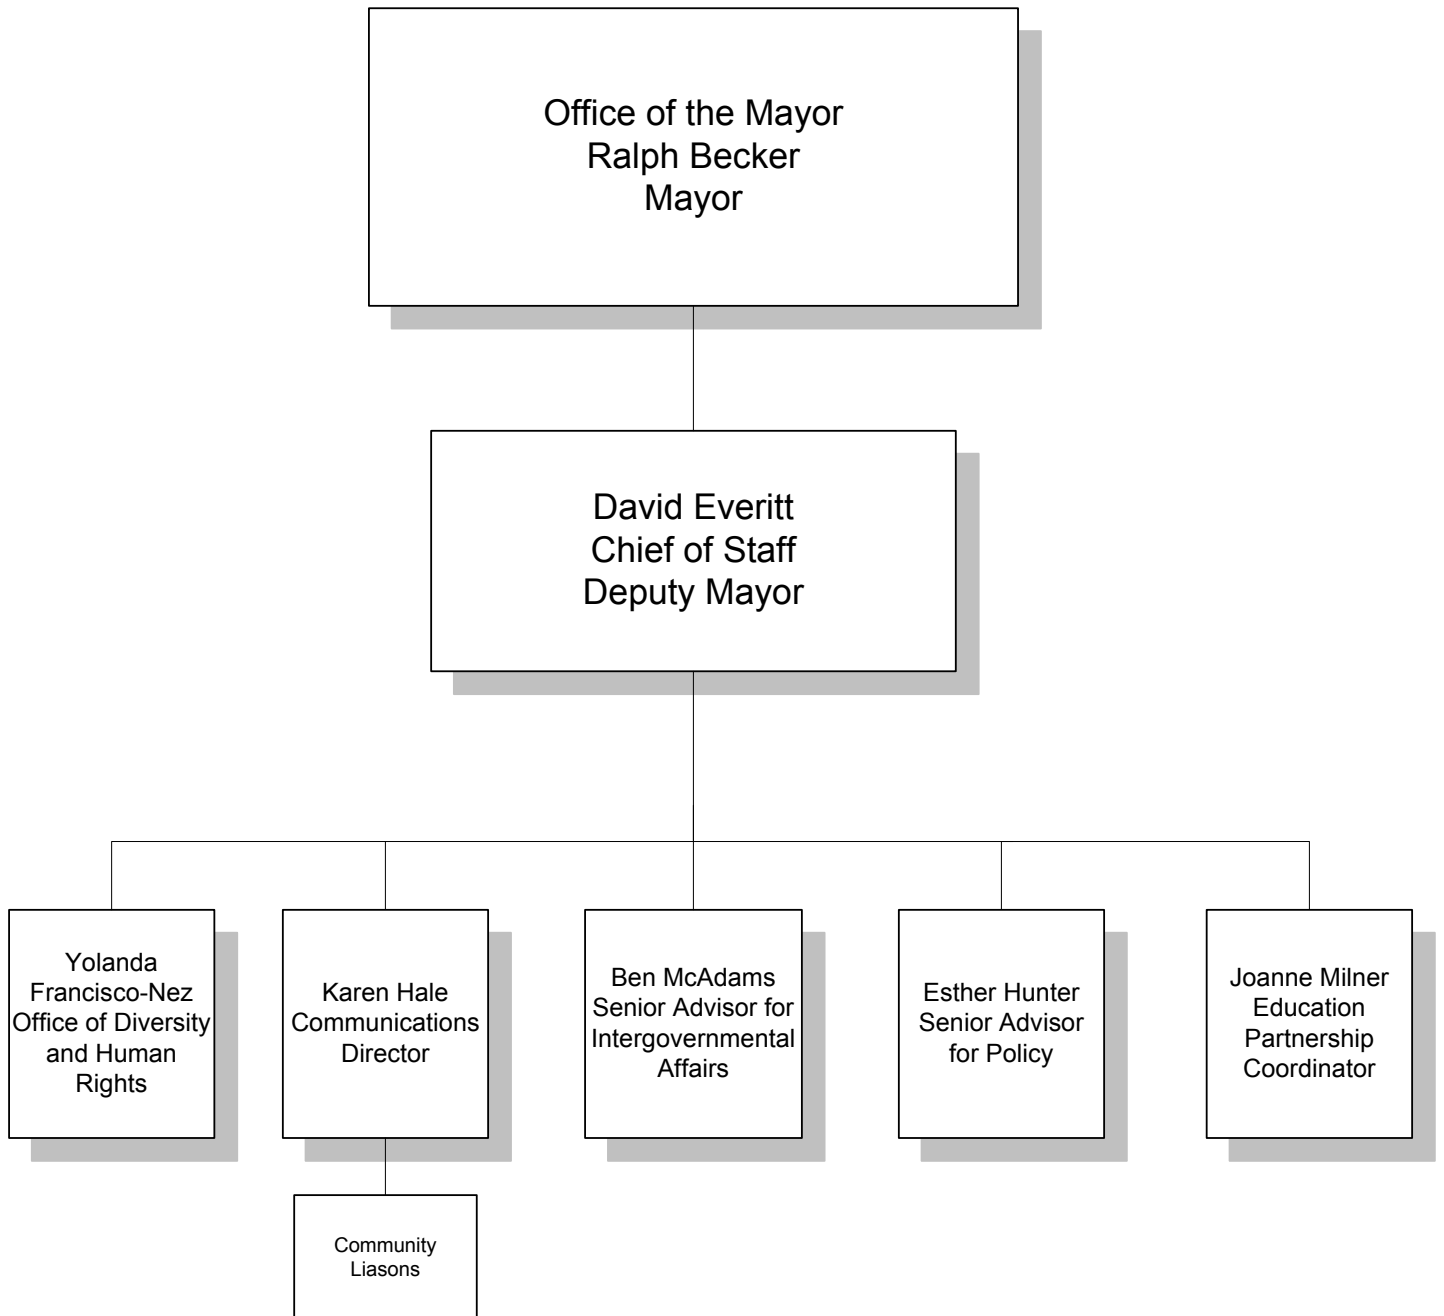 Office of the Mayor
Ralph Becker
Mayor
David Everitt
Chief of Staff
Deputy Mayor
Yolanda
Francisco-Nez
Office of Diversity
and Human
Rights
Karen Hale
Communications
Director
Ben McAdams
Senior Advisor for
Intergovernmental
Affairs
Esther Hunter
Senior Advisor
for Policy
Joanne Milner
Education
Partnership
Coordinator
Community
Liasons